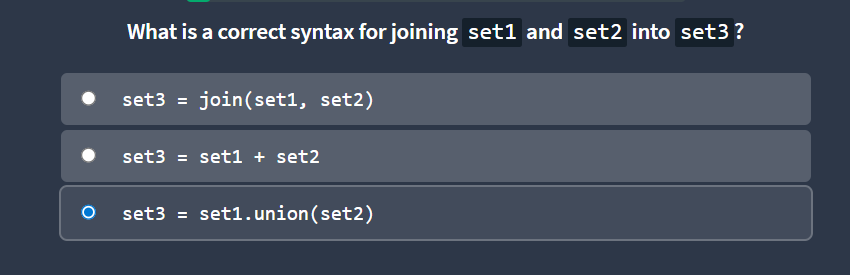 What is a correct syntax for joining set1 and set2 into set3?
set3 = join(set1, set2)
set3 = set1 + set2
set3 = set1.union(set2)